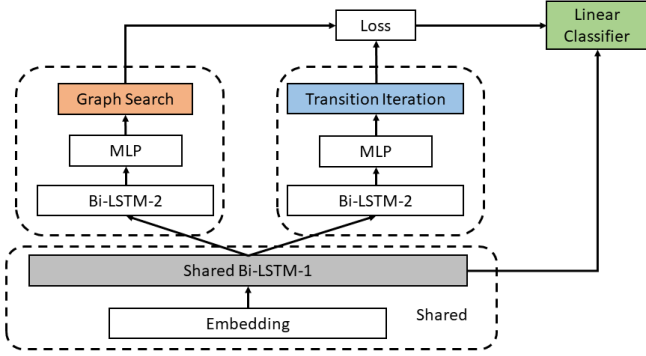 Loss
Linear
Classifier
Graph Search
Transition Iteration
MLP
MLP
Bi-LSTM-2
Bi-LSTM-2
Shared Bi-LSTM-1
Embedding
Shared